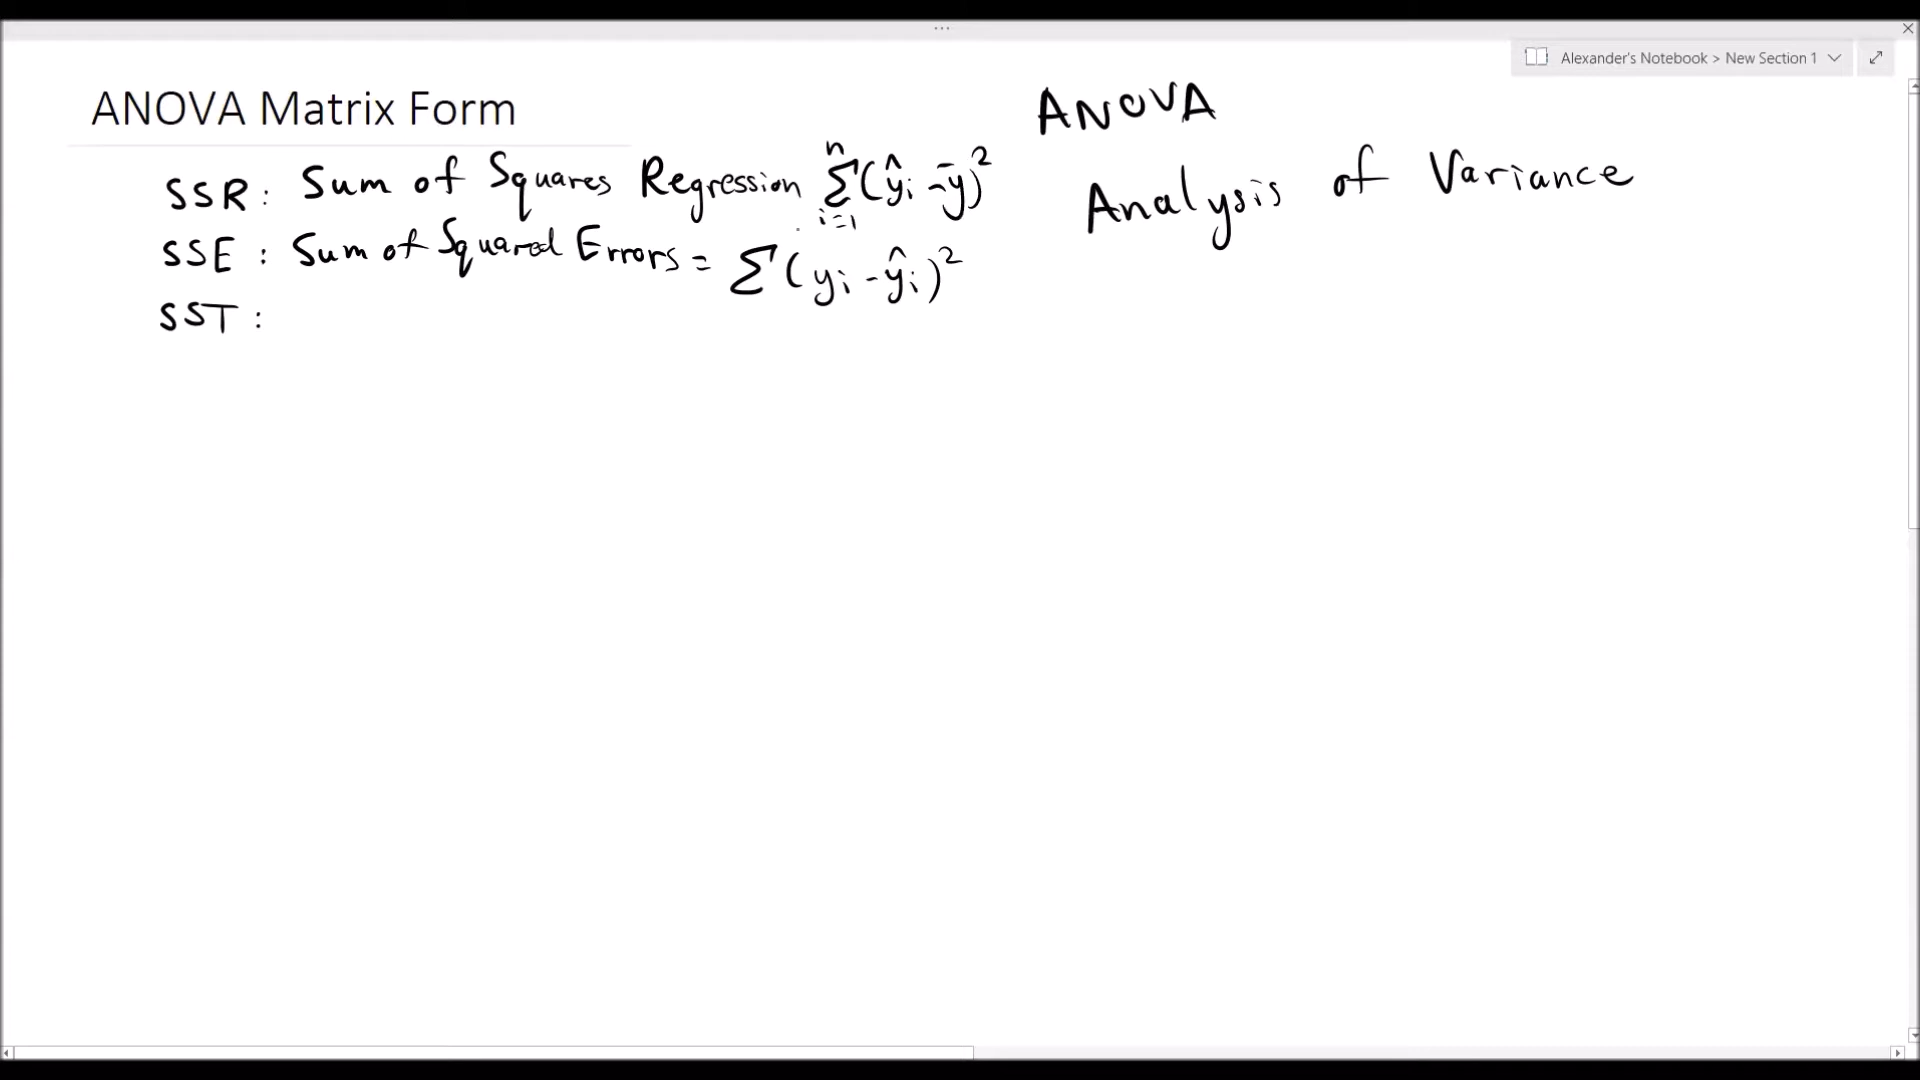 Alexander's Notebook > New Section 1
ANOVA Matrix Form
ANOVA
Analysis of Variance
SSR: Sum of Squares Regression n∑i=1(ŷi - ȳ)²
SSE : Sum of Squared Errors = ∑(yi - ŷi)²
SST :